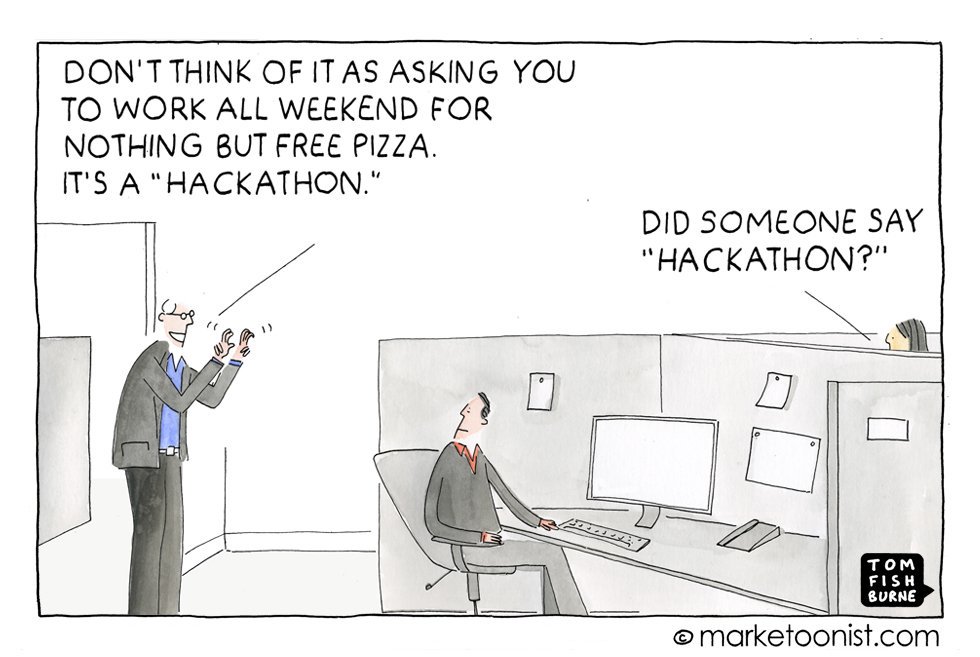 DON'T THINK OF IT AS ASKING YOU
TO WORK ALL WEEKEND FOR
NOTHING BUT FREE PIZZA.
IT'S A "HACKATHON."
DID SOMEONE SAY
"HACKATHON?"
TOM
FISH
BURNE
© marketoonist.com